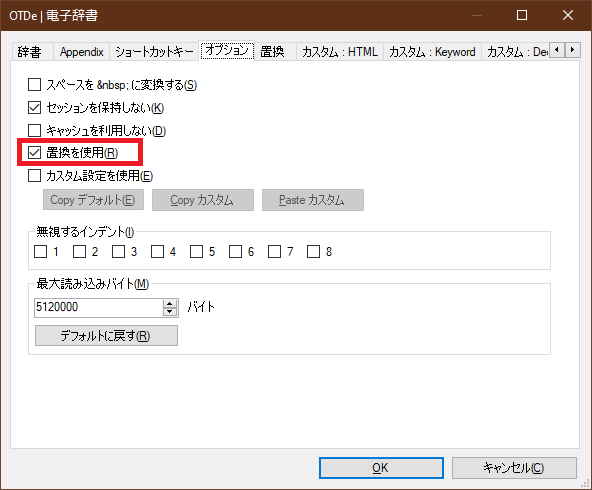 OTDe | 電子辞書
辞書 Appendix ショートカットキー オプション 置換 カスタム : HTML カスタム : Keyword カスタム : Dec
スペースを &nbsp; に変換する(S)
セッションを保持しない(K)
キャッシュを利用しない(D)
置換を使用(R)
カスタム設定を使用(E)
Copy デフォルト(E) Copy カスタム Paste カスタム
無視するインデント(I)
1 2 3 4 5 6 7 8
最大読み込みバイト(M)
5120000 バイト
デフォルトに戻す(R)
OK キャンセル(C)